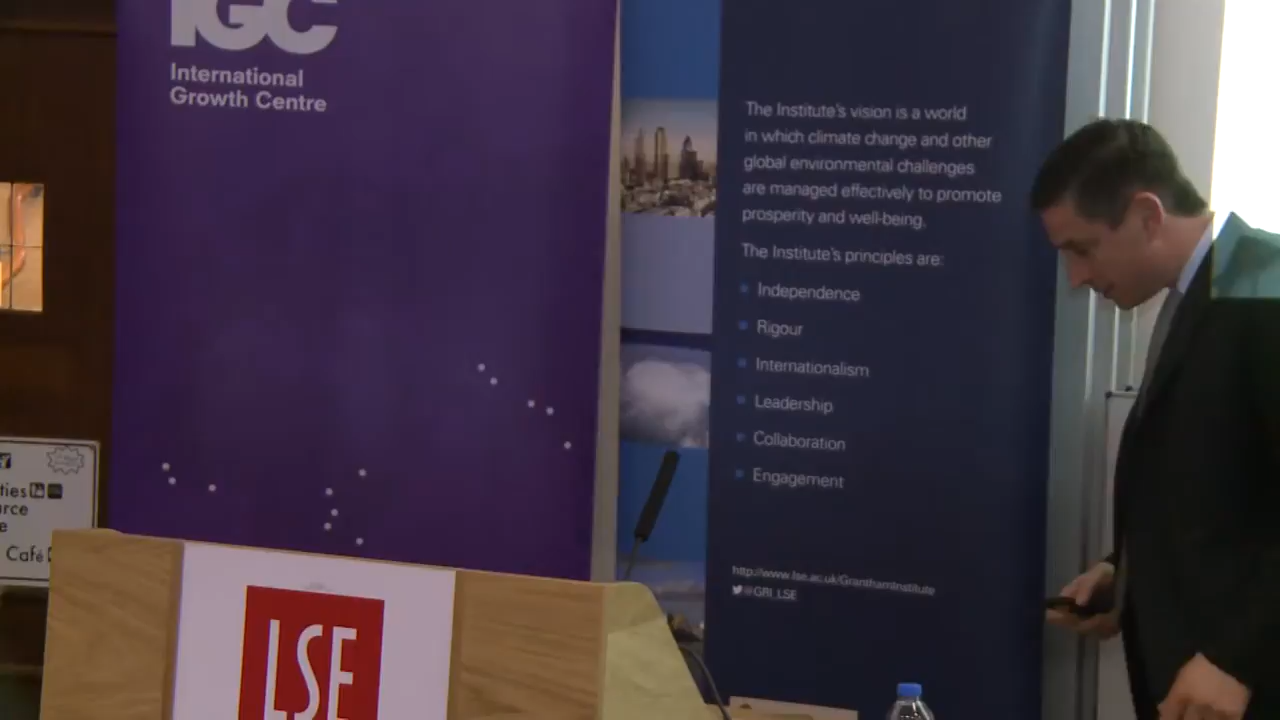 IGC
International
Growth Centre
The Institute's vision is a world
in which climate change and other
global environmental challenges
are managed effectively to promote
prosperity and well-being.
The Institute's principles are:
Independence
Rigour
Internationalism
Leadership
Collaboration
Engagement
http://www.lse.ac.uk/GranthamInstitute
@GRI_LSE
ties
urce
e
Café
LSE